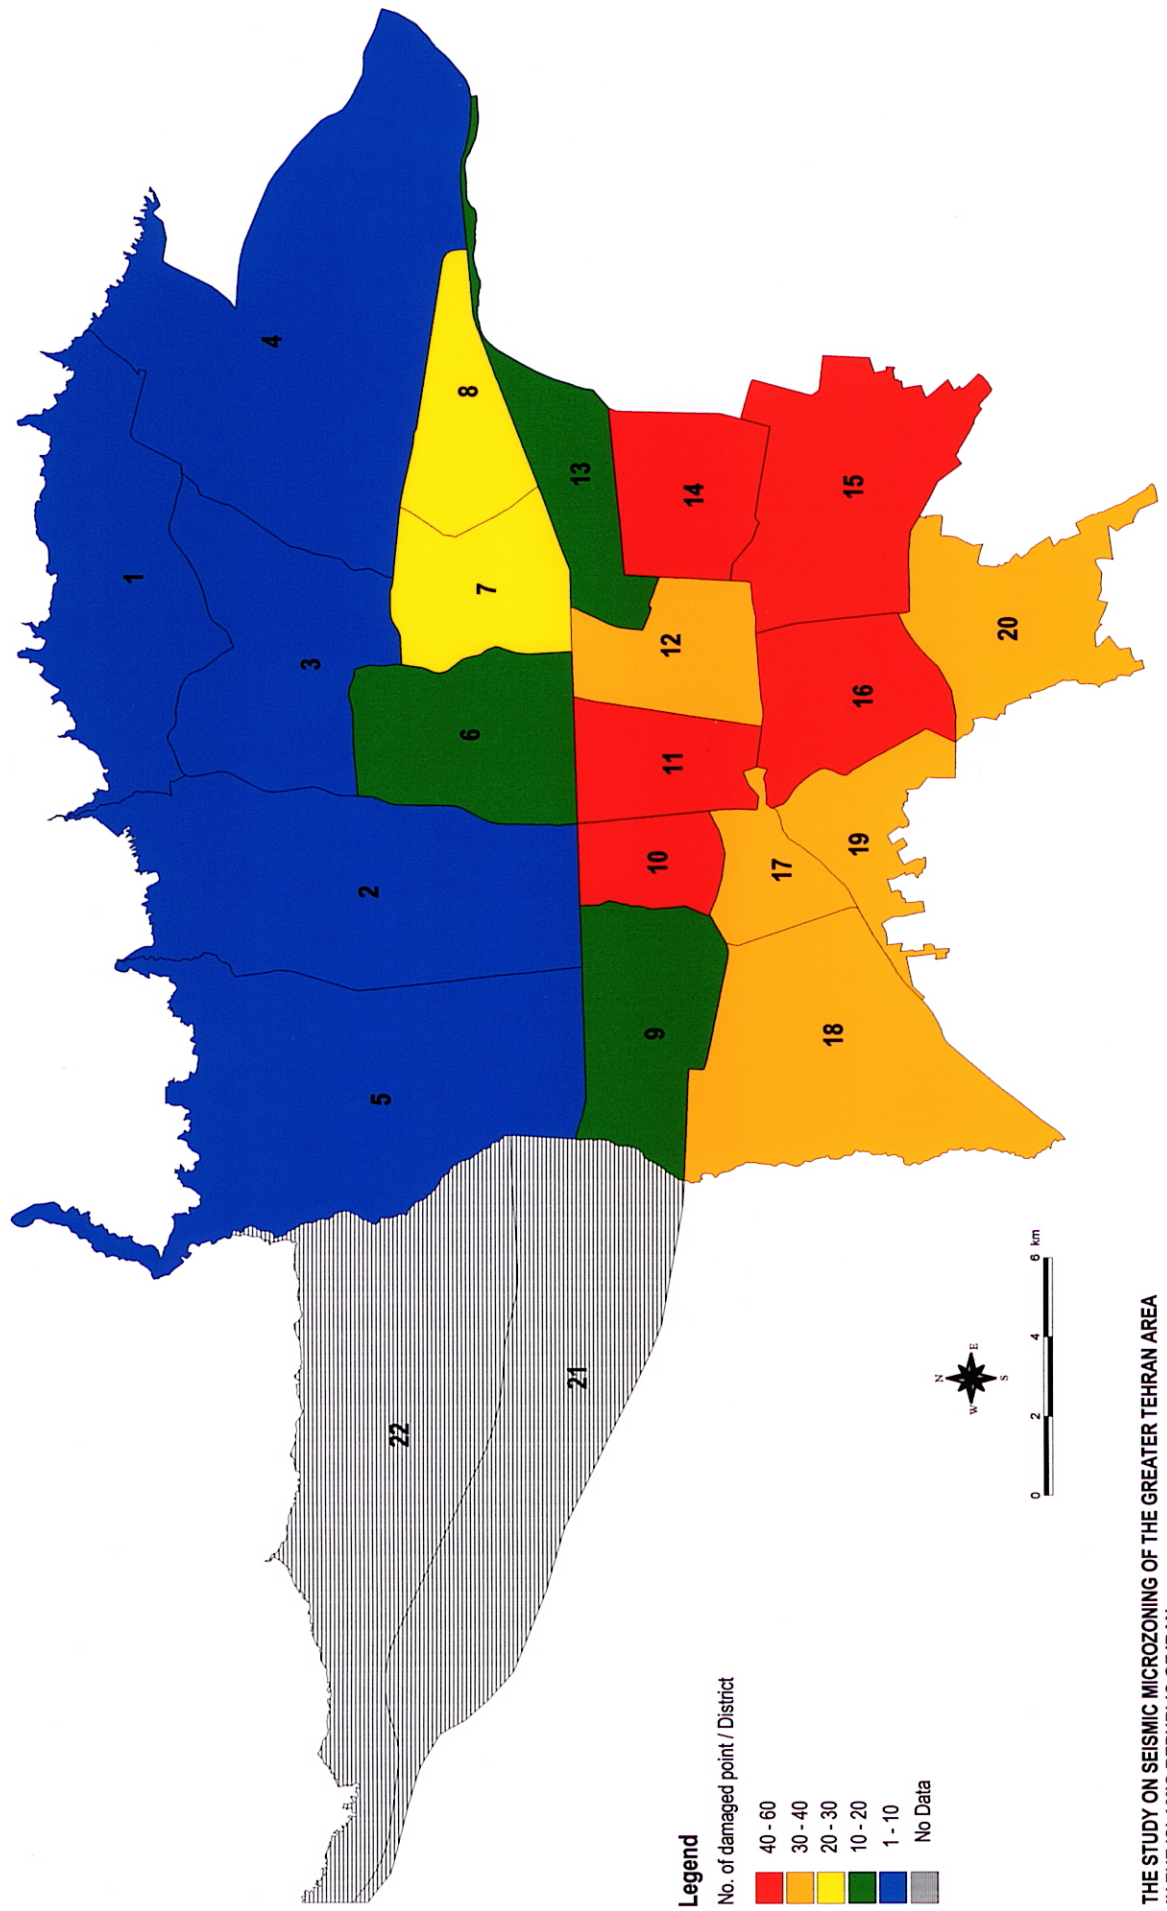 1
4
3
2
5
22
8
6
7
21
13
9
10
12
11
14
17
18
15
19
16
20
Legend
No. of damaged point / District
40 - 60
30 - 40
20 - 30
10 - 20
1 - 10
No Data
N
W E
S
0 2 4 6 km
THE STUDY ON SEISMIC MICROZONING OF THE GREATER TEHRAN AREA